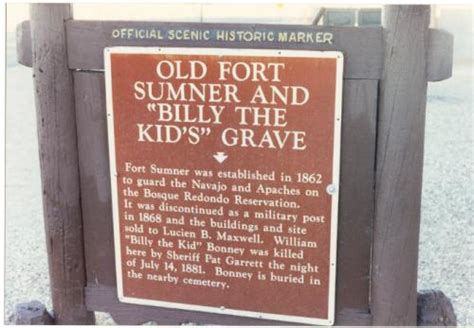 OFFICIAL SCENIC HISTORIC MARKER
OLD FORT
SUMNER AND
"BILLY THE
KID'S" GRAVE
Fort Sumner was established in 1862
to guard the Navajo and Apaches on
the Bosque Redondo Reservation.
It was discontinued as a military post
in 1868 and the buildings and site
sold to Lucien B. Maxwell. William
"Billy the Kid" Bonney was killed
here by Sheriff Pat Garrett the night
of July 14, 1881. Bonney is buried in
the nearby cemetery.